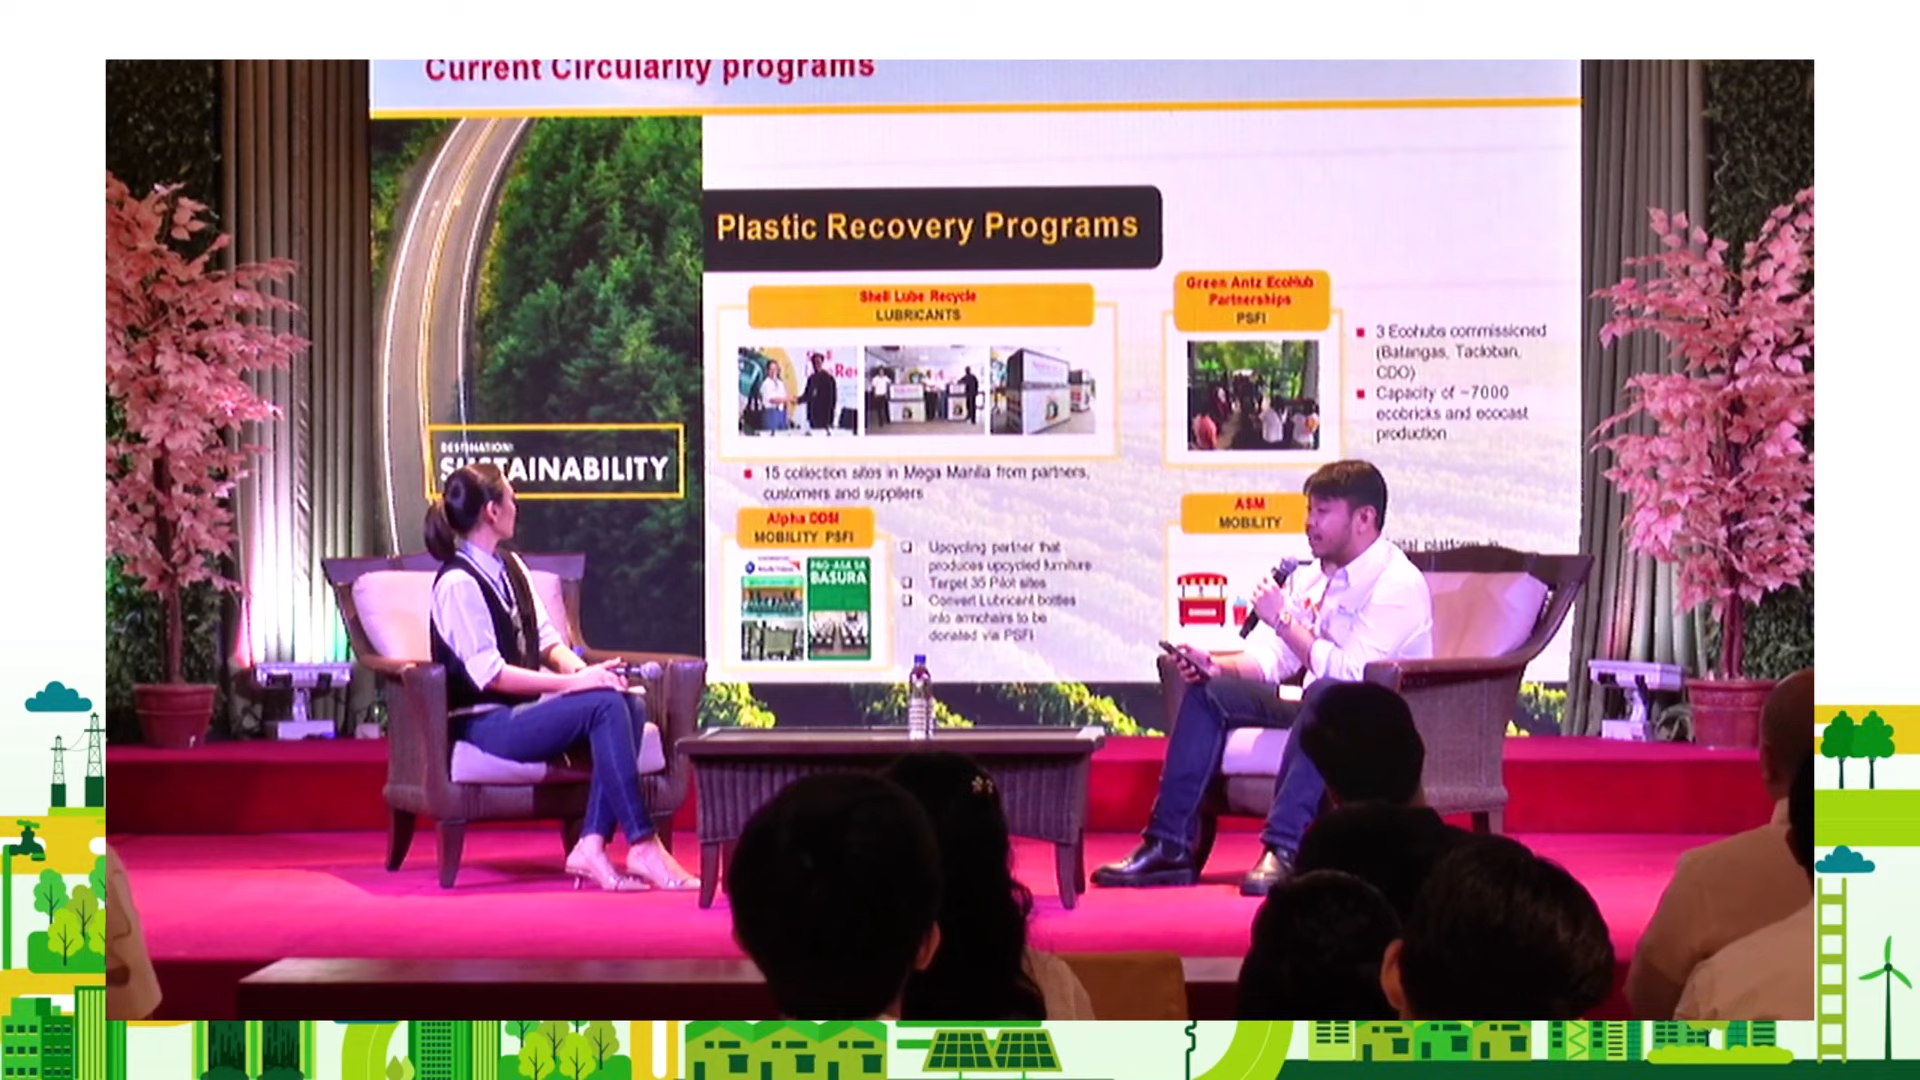 Current Circularity programs
Plastic Recovery Programs
Shell Lube Recycle
LUBRICANTS
15 collection sites in Mega Manila from partners,
customers and suppliers
Green Antz EcoHub
Partnerships
PSFI
3 Ecohubs commissioned
(Batangas, Tacloban,
CDO)
Capacity of ~7000
ecobricks and ecocast
production
DESTINATION:
SUSTAINABILITY
Alpha
MOBILITY PSFI
PAG-ASA SA
BASURA
Upcycling partner that
produces upcycled furniture
Target 35 Pilot sites
Convert Lubricant bottles
into armchairs to be
donated via PSFI
ASM
MOBILITY
platform in